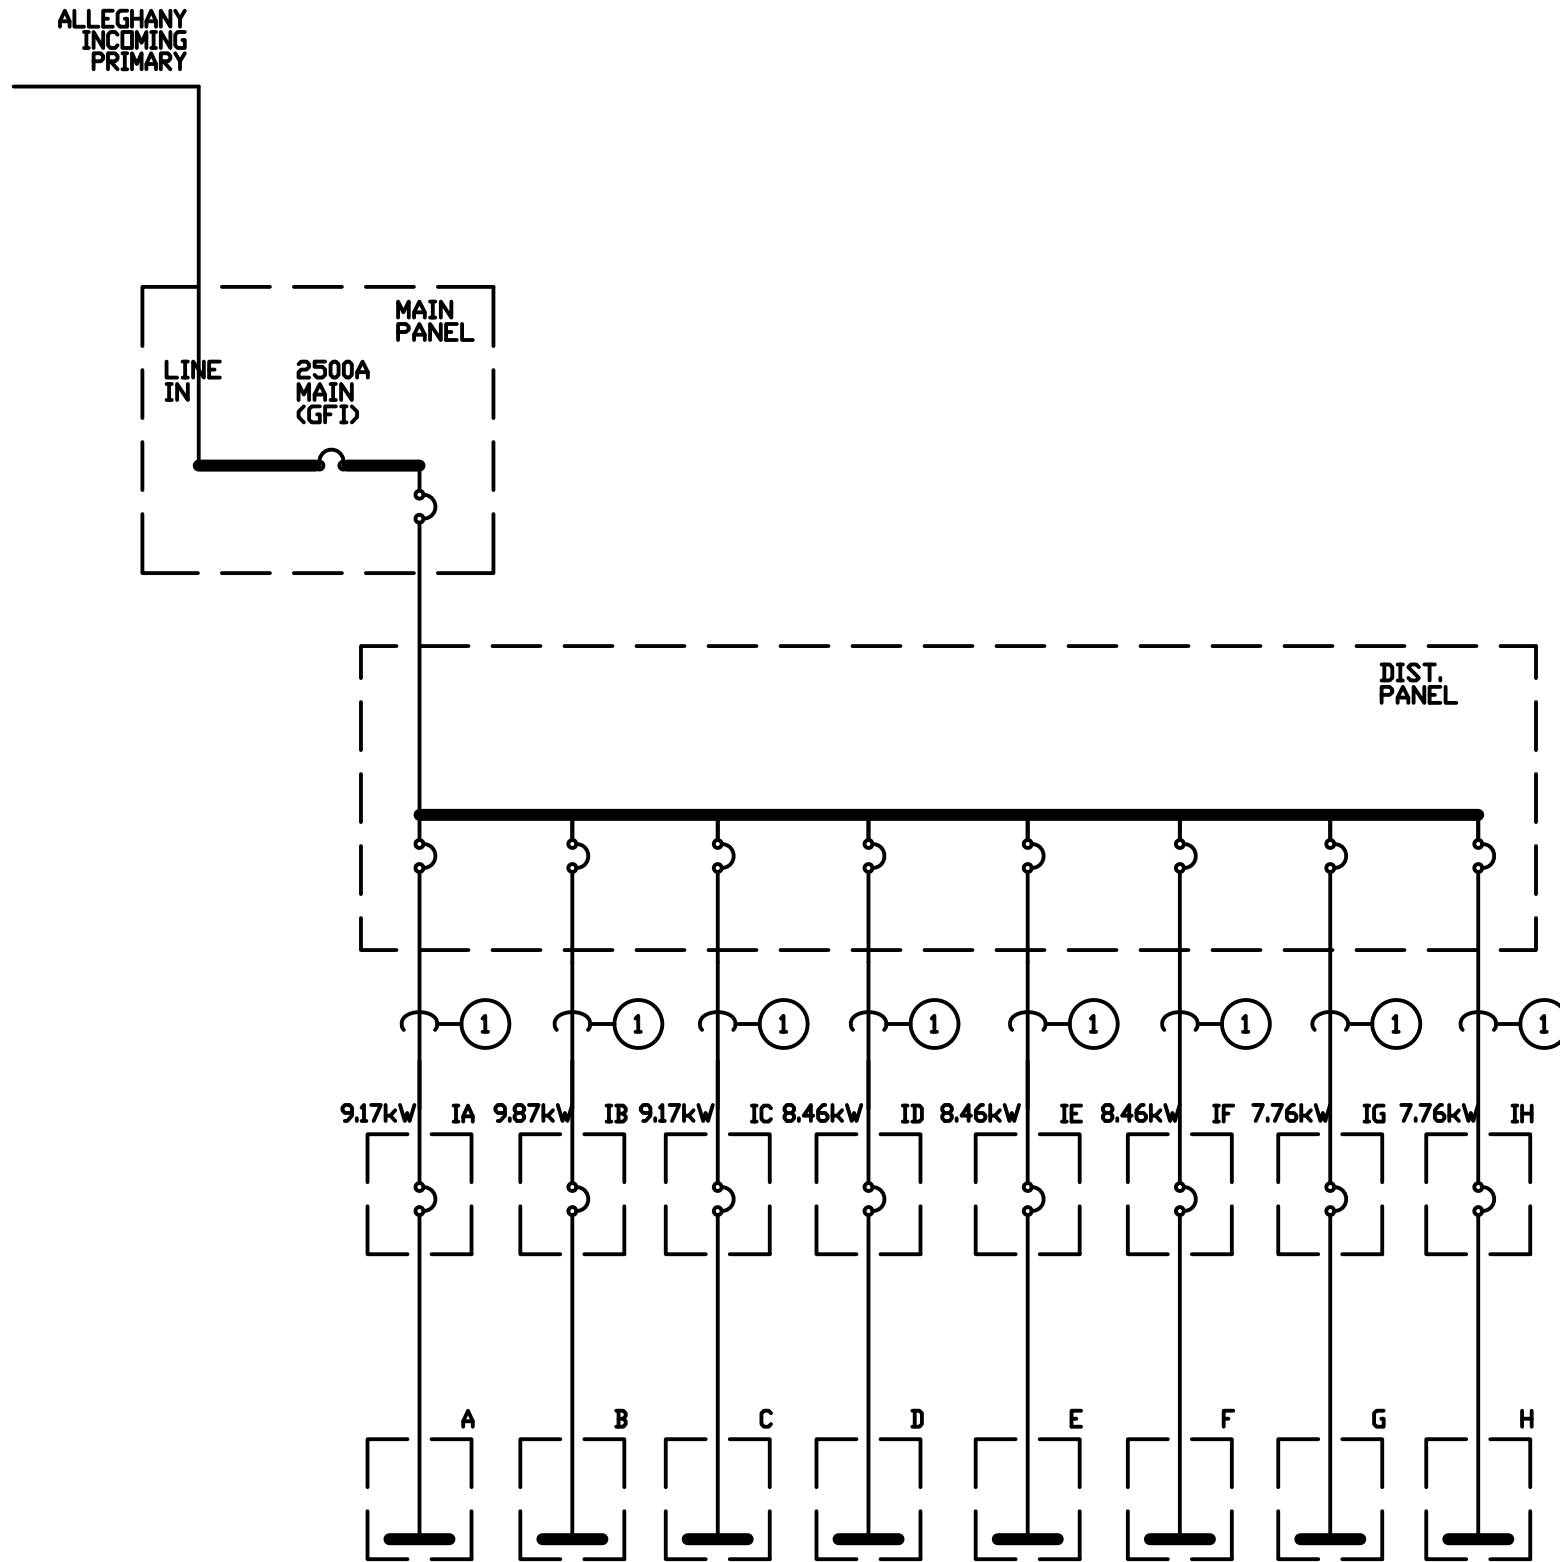 ALLEGHANY
INCOMING
PRIMARY
MAIN
PANEL
LINE
IN
2500A
MAIN
(GFI)
DIST.
PANEL
1 1 1 1 1 1 1 1
9.17kW IA 9.87kW IB 9.17kW IC 8.46kW ID 8.46kW IE 8.46kW IF 7.76kW IG 7.76kW IH
A B C D E F G H